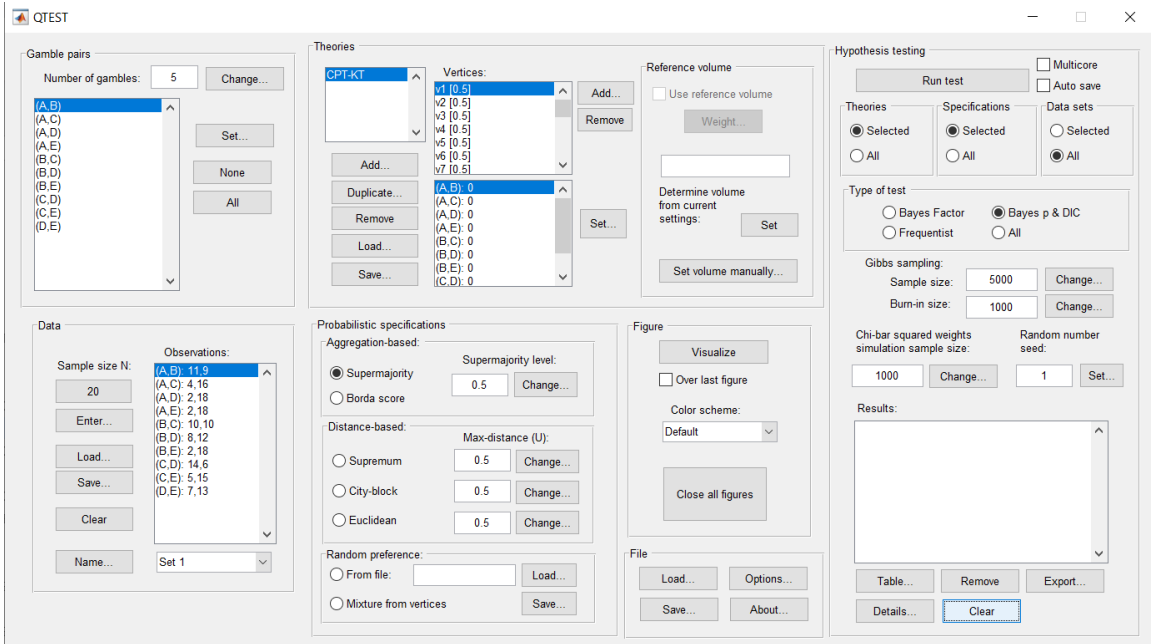 QTEST
Gamble pairs
Number of gambles: 5 Change...
(A,B)
(A,C)
(A,D)
(A,E)
(B,C)
(B,D)
(B,E)
(C,D)
(C,E)
(D,E)
Set...
None
All
Theories
CPT-KT
Add...
Duplicate...
Remove
Load...
Save...
Vertices:
v1 [0.5]
v2 [0.5]
v3 [0.5]
v4 [0.5]
v5 [0.5]
v6 [0.5]
v7 [0.5]
Add...
Remove
(A,B): 0
(A,C): 0
(A,D): 0
(A,E): 0
(B,C): 0
(B,D): 0
(B,E): 0
(C,D): 0
Set...
Reference volume
Use reference volume
Weight...
Determine volume
from current
settings:
Set
Set volume manually...
Hypothesis testing
Run test
Multicore
Auto save
Theories
Selected
All
Specifications
Selected
All
Data sets
Selected
All
Type of test
Bayes Factor Bayes p & DIC
Frequentist All
Gibbs sampling:
Sample size: 5000 Change...
Burn-in size: 1000 Change...
Chi-bar squared weights
simulation sample size:
1000 Change...
Random number
seed:
1 Set...
Results:
Table... Remove Export...
Details... Clear
Data
Sample size N:
20
Enter...
Load...
Save...
Clear
Name... Set 1
Observations:
(A,B): 11,9
(A,C): 4,16
(A,D): 2,18
(A,E): 2,18
(B,C): 10,10
(B,D): 8,12
(B,E): 2,18
(C,D): 14,6
(C,E): 5,15
(D,E): 7,13
Probabilistic specifications
Aggregation-based:
Supermajority
Borda score
Supermajority level:
0.5 Change...
Distance-based:
Max-distance (U):
Supremum 0.5 Change...
City-block 0.5 Change...
Euclidean 0.5 Change...
Random preference:
From file: Load...
Mixture from vertices Save...
Figure
Visualize
Over last figure
Color scheme:
Default
Close all figures
File
Load... Options...
Save... About...